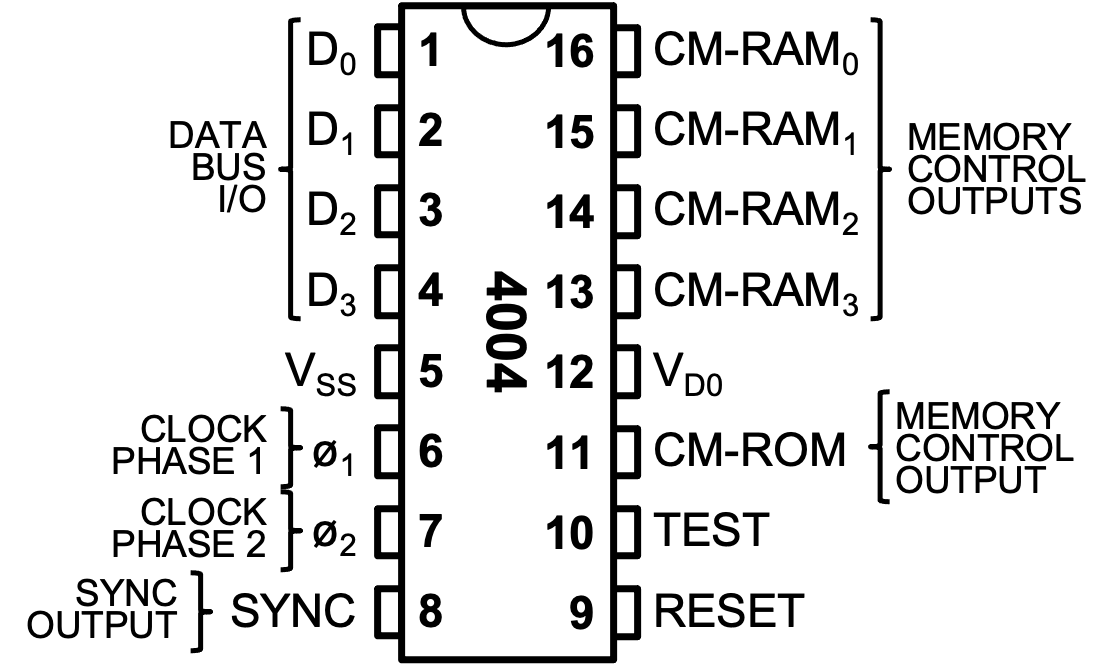 D0 1 16 CM-RAM0
DATA
BUS
I/O
D1 2 15 CM-RAM1
MEMORY
CONTROL
OUTPUTS
D2 3 14 CM-RAM2
D3 4 13 CM-RAM3
4004
VSS 5 12 VD0
CLOCK
PHASE 1
ø1 6 11 CM-ROM
MEMORY
CONTROL
OUTPUT
CLOCK
PHASE 2
ø2 7 10 TEST
SYNC
OUTPUT
SYNC 8 9 RESET